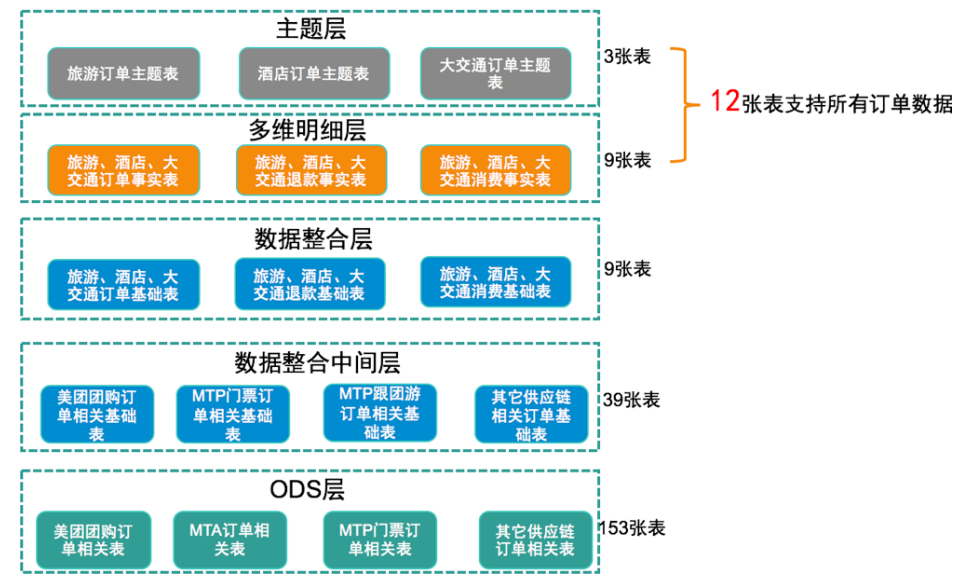 主题层
旅游订单主题表
酒店订单主题表
大交通订单主题
表
3张表
12张表支持所有订单数据
多维明细层
旅游、酒店、大
交通订单事实表
旅游、酒店、大
交通退款事实表
旅游、酒店、大
交通消费事实表
9张表
数据整合层
旅游、酒店、大
交通订单基础表
旅游、酒店、大
交通退款基础表
旅游、酒店、大
交通消费基础表
9张表
数据整合中间层
美团团购订
单相关基础
表
MTP门票订
单相关基础
表
MTP跟团游
订单相关基
础表
其它供应链
相关订单基
础表
39张表
ODS层
美团团购订
单相关表
MTA订单相
关表
MTP门票订
单相关表
其它供应链
订单相关表
153张表